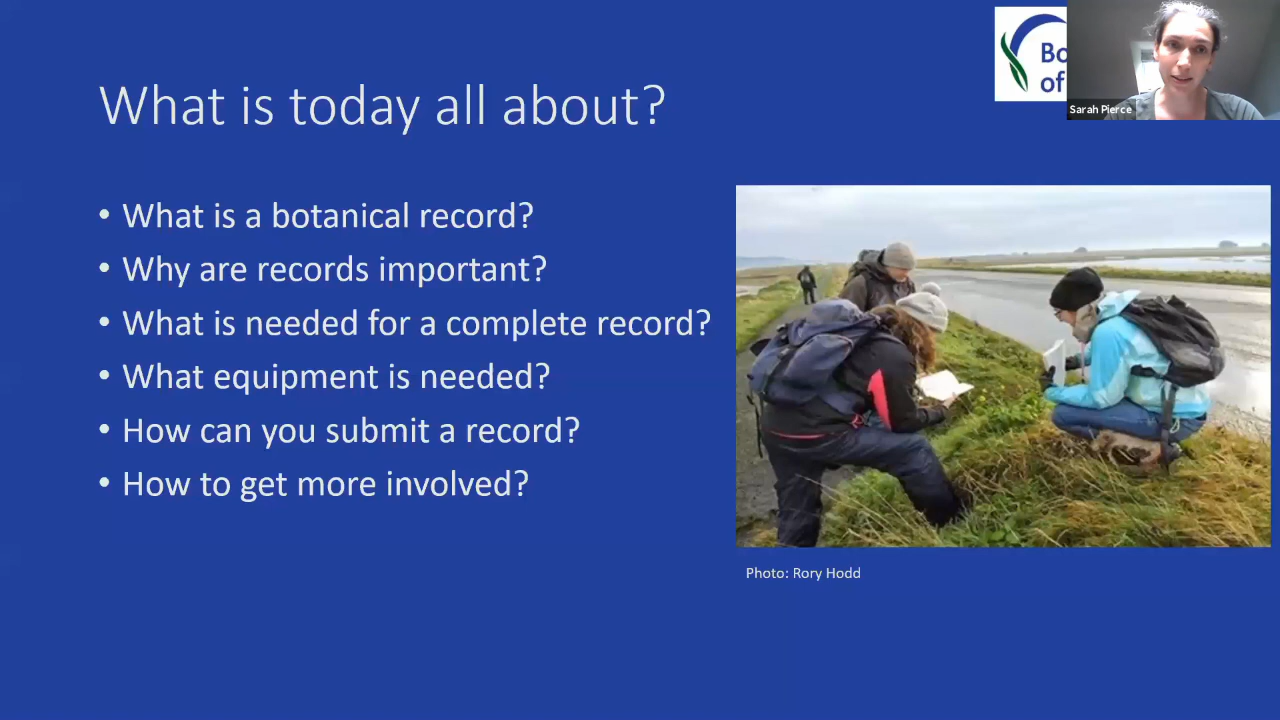 What is today all about?
Bo
of
Sarah Pierce
• What is a botanical record?
• Why are records important?
• What is needed for a complete record?
• What equipment is needed?
• How can you submit a record?
• How to get more involved?
Photo: Rory Hodd